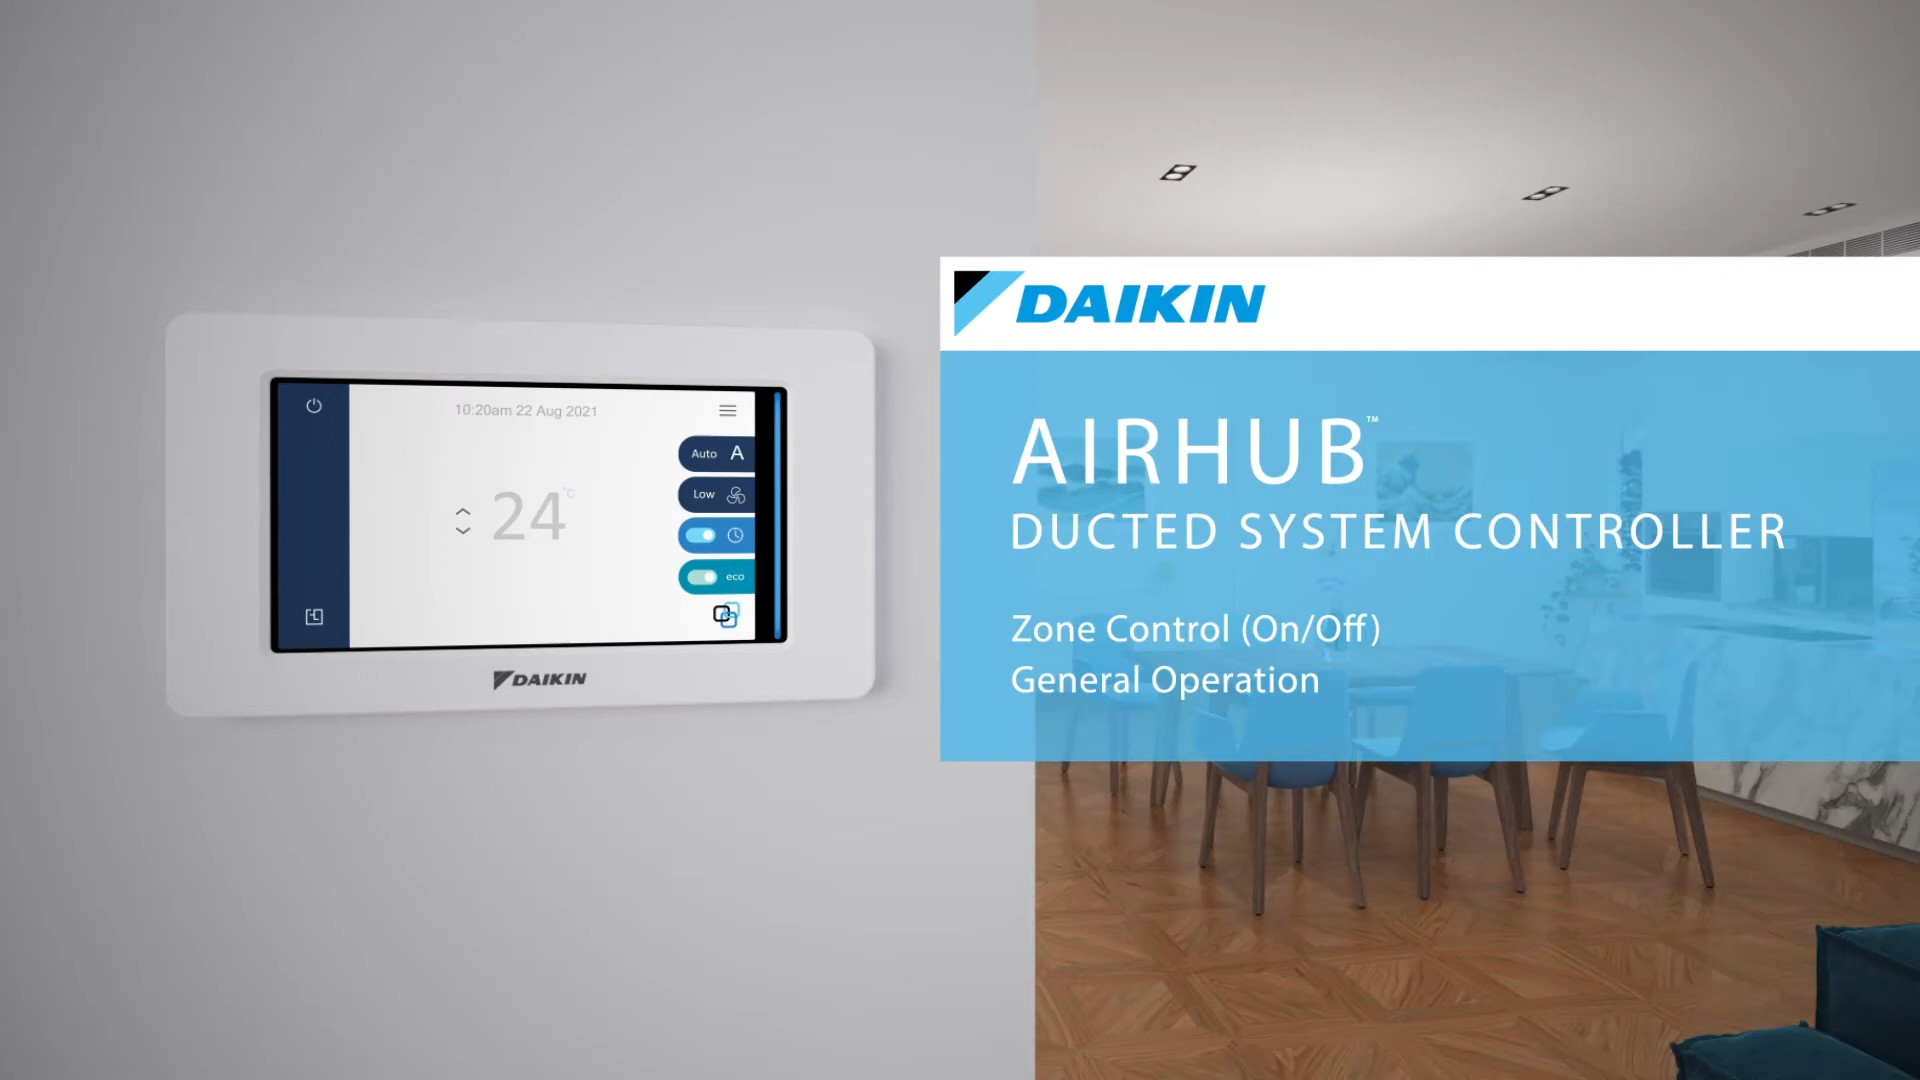 10:20am 22 Aug 2021
24°C
Auto A
Low
eco
DAIKIN
DAIKIN
AIRHUB™
DUCTED SYSTEM CONTROLLER
Zone Control (On/Off)
General Operation